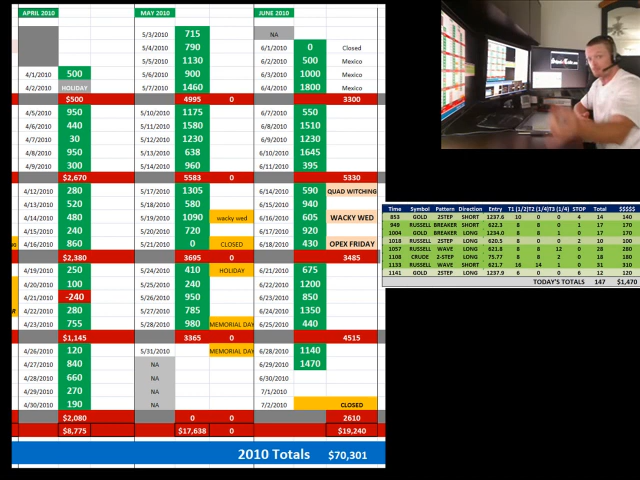 APRIL 2010 MAY 2010 JUNE 2010
5/3/2010 715 NA
5/4/2010 790 6/1/2010 0 Closed
5/5/2010 1130 6/2/2010 500 Mexico
4/1/2010 500 5/6/2010 900 6/3/2010 1000 Mexico
4/2/2010 HOLIDAY 5/7/2010 1460 6/4/2010 1800 Mexico
$500 4995 0 3300
4/5/2010 950 5/10/2010 1175 6/7/2010 550
4/6/2010 440 5/11/2010 1580 6/8/2010 1510
4/7/2010 30 5/12/2010 1230 6/9/2010 1230
4/8/2010 950 5/13/2010 638 6/10/2010 1645
4/9/2010 300 5/14/2010 960 6/11/2010 395
$2,670 5583 0 5330
4/12/2010 280 5/17/2010 1305 6/14/2010 590 QUAD WITCHING
4/13/2010 520 5/18/2010 580 6/15/2010 940
4/14/2010 480 5/19/2010 1090 wacky wed 6/16/2010 605 WACKY WED
4/15/2010 240 5/20/2010 720 6/17/2010 920
4/16/2010 860 5/21/2010 0 CLOSED 6/18/2010 430 OPEX FRIDAY
$2,380 3695 0 3485
4/19/2010 250 5/24/2010 410 HOLIDAY 6/21/2010 675
4/20/2010 100 5/25/2010 240 6/22/2010 1200
4/21/2010 -240 5/26/2010 950 6/23/2010 850
4/22/2010 280 5/27/2010 785 6/24/2010 1350
4/23/2010 755 5/28/2010 980 MEMORIAL DA 6/25/2010 440
$1,145 3365 0 4515
4/26/2010 120 5/31/2010 MEMORIAL DA 6/28/2010 1140
4/27/2010 840 NA 6/29/2010 1470
4/28/2010 660 NA 6/30/2010
4/29/2010 270 NA 7/1/2010
4/30/2010 190 NA 7/2/2010 CLOSED
$2,080 0 0 2610
$8,775 $17,638 0 $19,240
2010 Totals $70,301
Time Symbol Pattern Direction Entry T1 (1/2) T2 (1/4) T3 (1/4) STOP Total $$$$$
853 GOLD 2STEP SHORT 1237.6 10 0 0 4 14 140
949 RUSSELL BREAKER SHORT 622.3 8 8 0 1 17 170
1004 GOLD BREAKER LONG 1234.0 8 8 1 0 17 170
1018 RUSSELL 2STEP LONG 620.5 8 0 0 2 10 100
1057 RUSSELL WAVE LONG 621.8 8 8 12 0 28 280
1108 CRUDE 2-STEP LONG 75.77 8 8 2 0 18 180
1133 RUSSELL WAVE SHORT 621.7 16 14 1 0 31 310
1141 GOLD 2STEP LONG 1237.9 6 0 0 6 12 120
TODAY'S TOTALS 147 $1,470